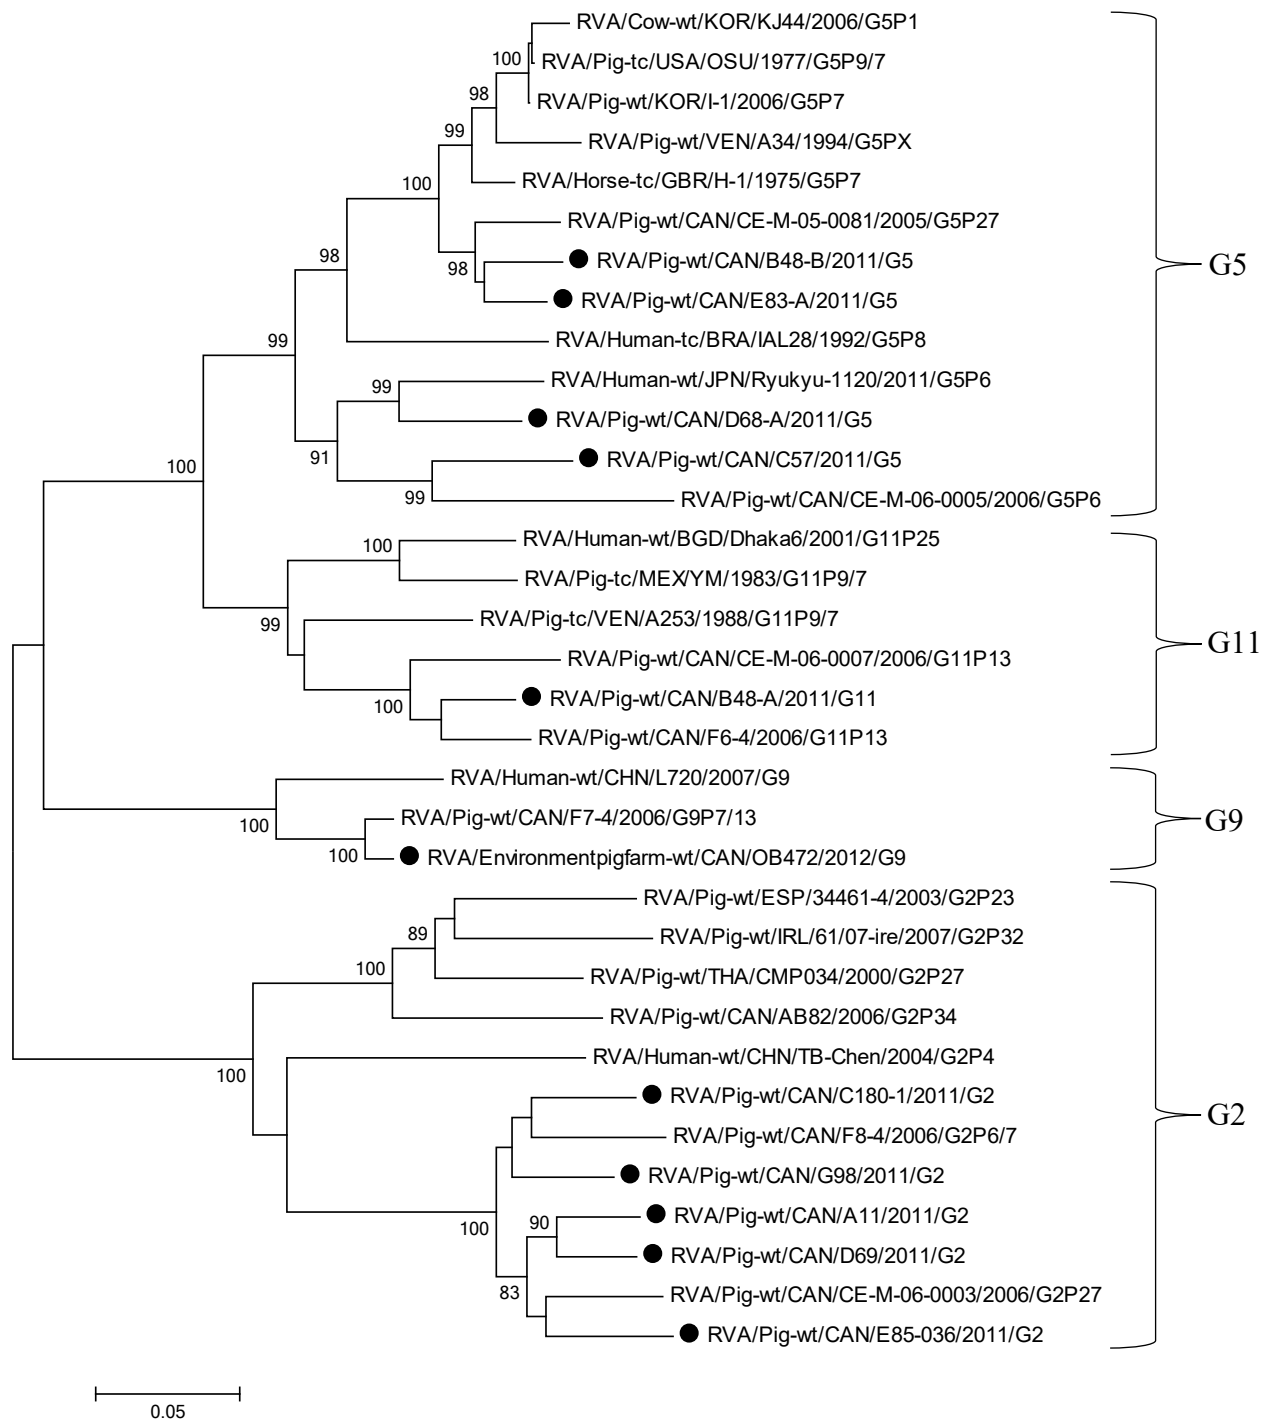 RVA/Cow-wt/KOR/KJ44/2006/G5P1
100
RVA/Pig-tc/USA/OSU/1977/G5P9/7
98
RVA/Pig-wt/KOR/I-1/2006/G5P7
99
RVA/Pig-wt/VEN/A34/1994/G5PX
100
RVA/Horse-tc/GBR/H-1/1975/G5P7
RVA/Pig-wt/CAN/CE-M-05-0081/2005/G5P27
98
98
RVA/Pig-wt/CAN/B48-B/2011/G5
G5
RVA/Pig-wt/CAN/E83-A/2011/G5
99
RVA/Human-tc/BRA/IAL28/1992/G5P8
99
RVA/Human-wt/JPN/Ryukyu-1120/2011/G5P6
RVA/Pig-wt/CAN/D68-A/2011/G5
91
RVA/Pig-wt/CAN/C57/2011/G5
100
99
RVA/Pig-wt/CAN/CE-M-06-0005/2006/G5P6
100
RVA/Human-wt/BGD/Dhaka6/2001/G11P25
RVA/Pig-tc/MEX/YM/1983/G11P9/7
99
RVA/Pig-tc/VEN/A253/1988/G11P9/7
G11
RVA/Pig-wt/CAN/CE-M-06-0007/2006/G11P13
100
RVA/Pig-wt/CAN/B48-A/2011/G11
RVA/Pig-wt/CAN/F6-4/2006/G11P13
RVA/Human-wt/CHN/L720/2007/G9
100
RVA/Pig-wt/CAN/F7-4/2006/G9P7/13
G9
100
RVA/Environmentpigfarm-wt/CAN/OB472/2012/G9
RVA/Pig-wt/ESP/34461-4/2003/G2P23
89
RVA/Pig-wt/IRL/61/07-ire/2007/G2P32
100
RVA/Pig-wt/THA/CMP034/2000/G2P27
RVA/Pig-wt/CAN/AB82/2006/G2P34
100
RVA/Human-wt/CHN/TB-Chen/2004/G2P4
RVA/Pig-wt/CAN/C180-1/2011/G2
G2
RVA/Pig-wt/CAN/F8-4/2006/G2P6/7
RVA/Pig-wt/CAN/G98/2011/G2
100
90
RVA/Pig-wt/CAN/A11/2011/G2
RVA/Pig-wt/CAN/D69/2011/G2
83
RVA/Pig-wt/CAN/CE-M-06-0003/2006/G2P27
RVA/Pig-wt/CAN/E85-036/2011/G2
0.05